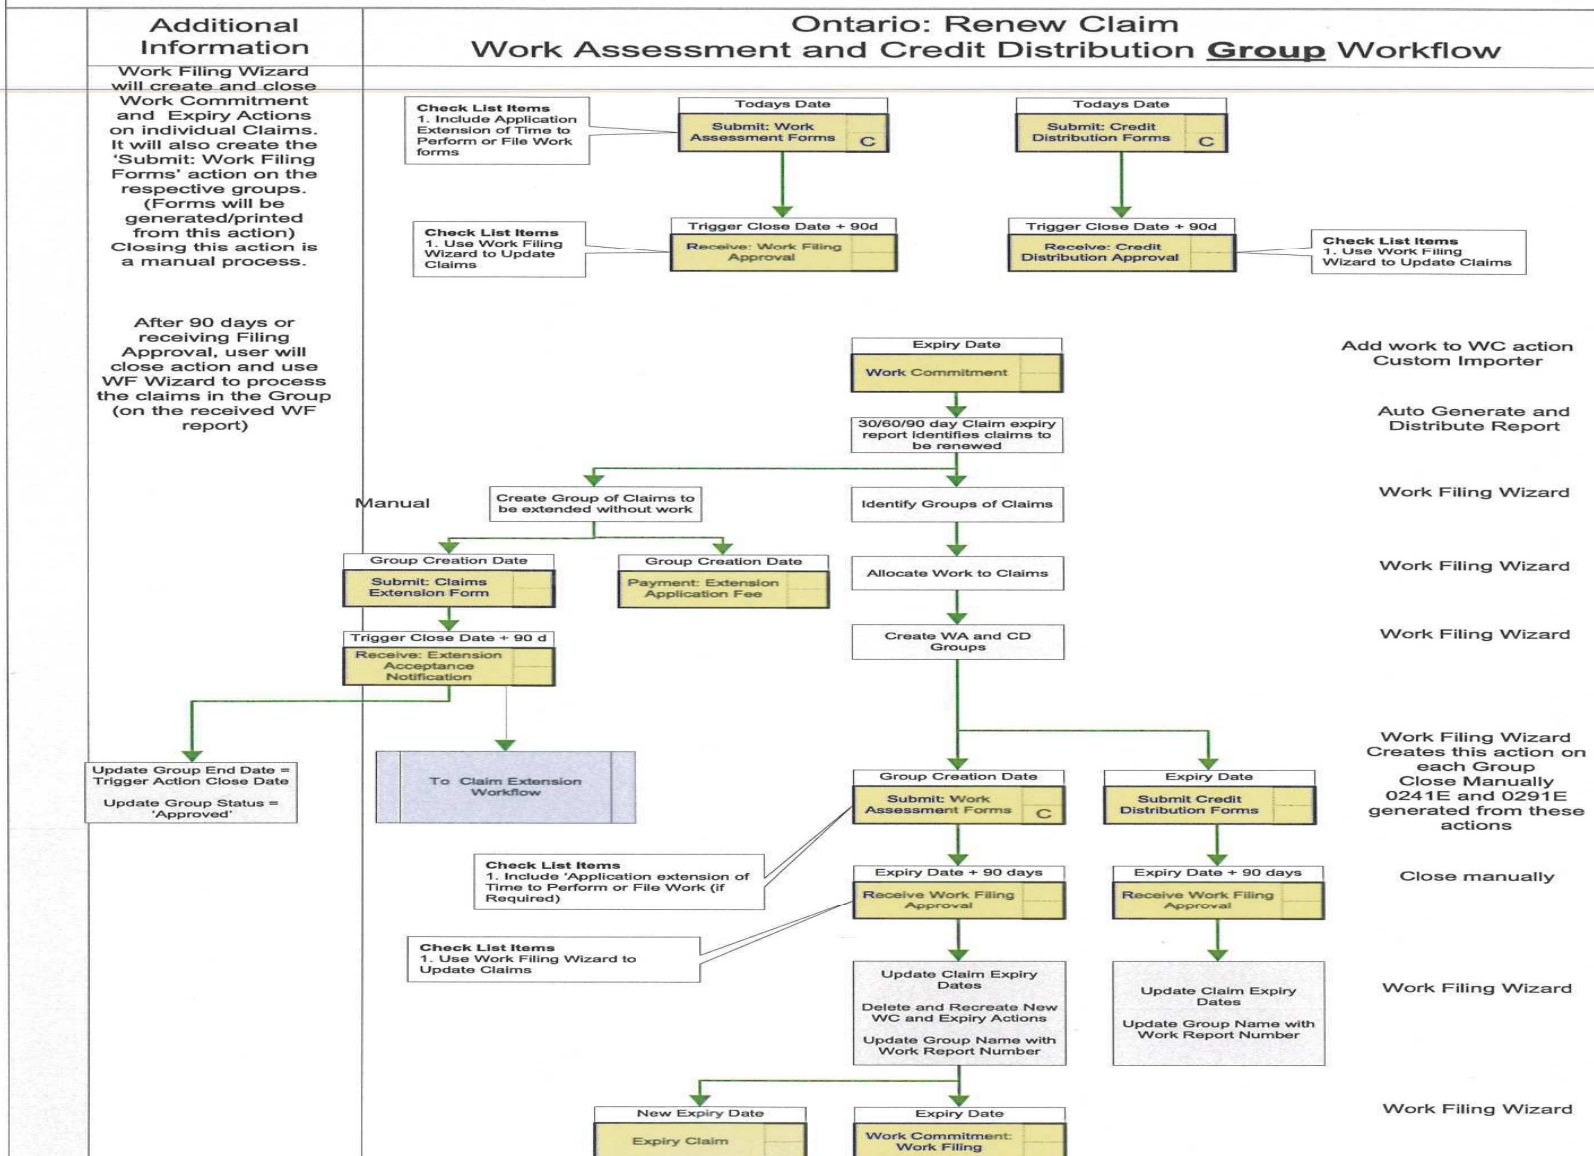 Additional
Information
Ontario: Renew Claim
Work Assessment and Credit Distribution Group Workflow
Work Filing Wizard
will create and close
Work Commitment
and Expiry Actions
on individual Claims.
It will also create the
'Submit: Work Filing
Forms' action on the
respective groups.
(Forms will be
generated/printed
from this action)
Closing this action is
a manual process.
After 90 days or
receiving Filing
Approval, user will
close action and use
WF Wizard to process
the claims in the Group
(on the received WF
report)
Check List Items
1. Include Application
Extension of Time to
Perform or File Work
forms
Todays Date
Submit: Work
Assessment Forms
C
Todays Date
Submit: Credit
Distribution Forms
C
Check List Items
1. Use Work Filing
Wizard to Update
Claims
Trigger Close Date + 90d
Receive: Work Filing
Approval
Trigger Close Date + 90d
Receive: Credit
Distribution Approval
Check List Items
1. Use Work Filing
Wizard to Update Claims
Expiry Date
Work Commitment
Add work to WC action
Custom Importer
30/60/90 day Claim expiry
report identifies claims to
be renewed
Auto Generate and
Distribute Report
Manual
Create Group of Claims to
be extended without work
Identify Groups of Claims
Work Filing Wizard
Group Creation Date
Submit: Claims
Extension Form
Group Creation Date
Payment: Extension
Application Fee
Allocate Work to Claims
Work Filing Wizard
Trigger Close Date + 90 d
Receive: Extension
Acceptance
Notification
Create WA and CD
Groups
Work Filing Wizard
Update Group End Date =
Trigger Action Close Date
Update Group Status =
'Approved'
To Claim Extension
Workflow
Group Creation Date
Submit: Work
Assessment Forms
C
Expiry Date
Submit Credit
Distribution Forms
Work Filing Wizard
Creates this action on
each Group
Close Manually
0241E and 0291E
generated from these
actions
Check List Items
1. Include 'Application extension of
Time to Perform or File Work (if
Required)
Expiry Date + 90 days
Receive Work Filing
Approval
Expiry Date + 90 days
Receive Work Filing
Approval
Close manually
Check List Items
1. Use Work Filing Wizard to
Update Claims
Update Claim Expiry
Dates
Delete and Recreate New
WC and Expiry Actions
Update Group Name with
Work Report Number
Update Claim Expiry
Dates
Update Group Name with
Work Report Number
Work Filing Wizard
New Expiry Date
Expiry Claim
Expiry Date
Work Commitment:
Work Filing
Work Filing Wizard